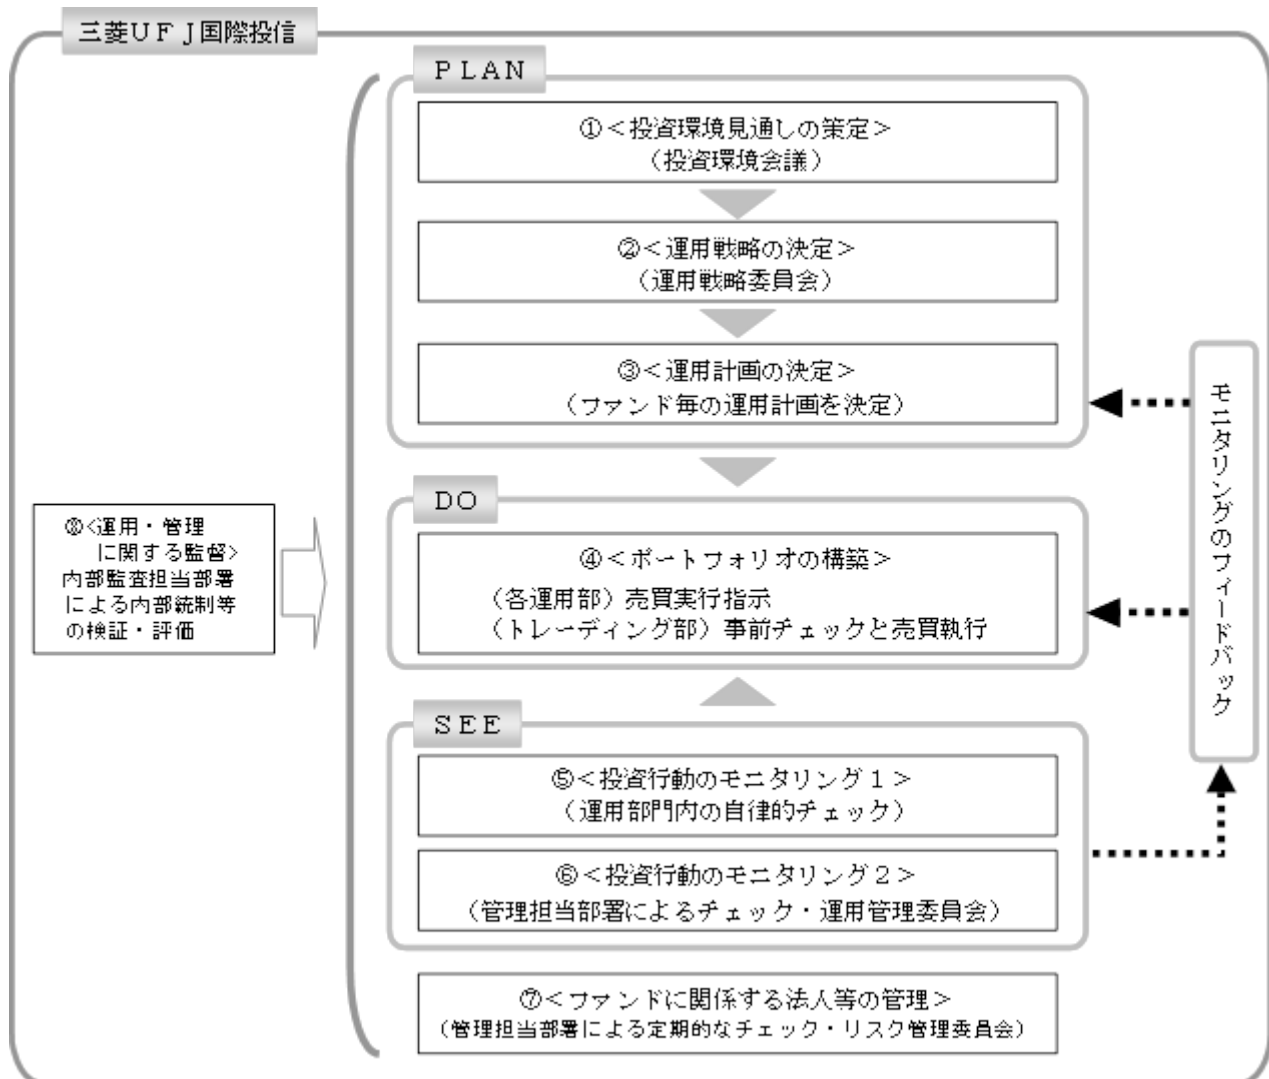 三菱ＵＦＪ国際投信
ＰＬＡＮ
①＜投資環境見通しの策定＞
（投資環境会議）
②＜運用戦略の決定＞
（運用戦略委員会）
③＜運用計画の決定＞
（ファンド毎の運用計画を決定）
ＤＯ
④＜ポートフォリオの構築＞
（各運用部）売買実行指示
（トレーディング部）事前チェックと売買執行
ＳＥＥ
⑤＜投資行動のモニタリング１＞
（運用部門内の自律的チェック）
⑥＜投資行動のモニタリング２＞
（管理担当部署によるチェック・運用管理委員会）
⑦＜ファンドに関係する法人等の管理＞
（管理担当部署による定期的なチェック・リスク管理委員会）
⑧＜運用・管理
に関する監督＞
内部監査担当部署
による内部統制等
の検証・評価
モニタリングのフィードバック